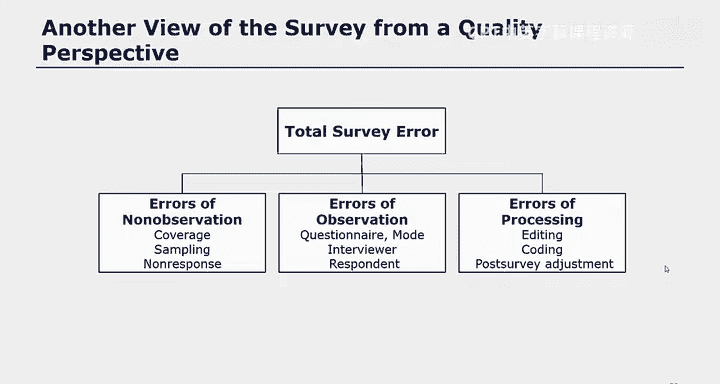 Another View of the Survey from a Quality
Perspective
Total Survey Error
Errors of
Nonobservation
Coverage
Sampling
Nonresponse
Errors of
Observation
Questionnaire, Mode
Interviewer
Respondent
Errors of
Processing
Editing
Coding
Postsurvey adjustment